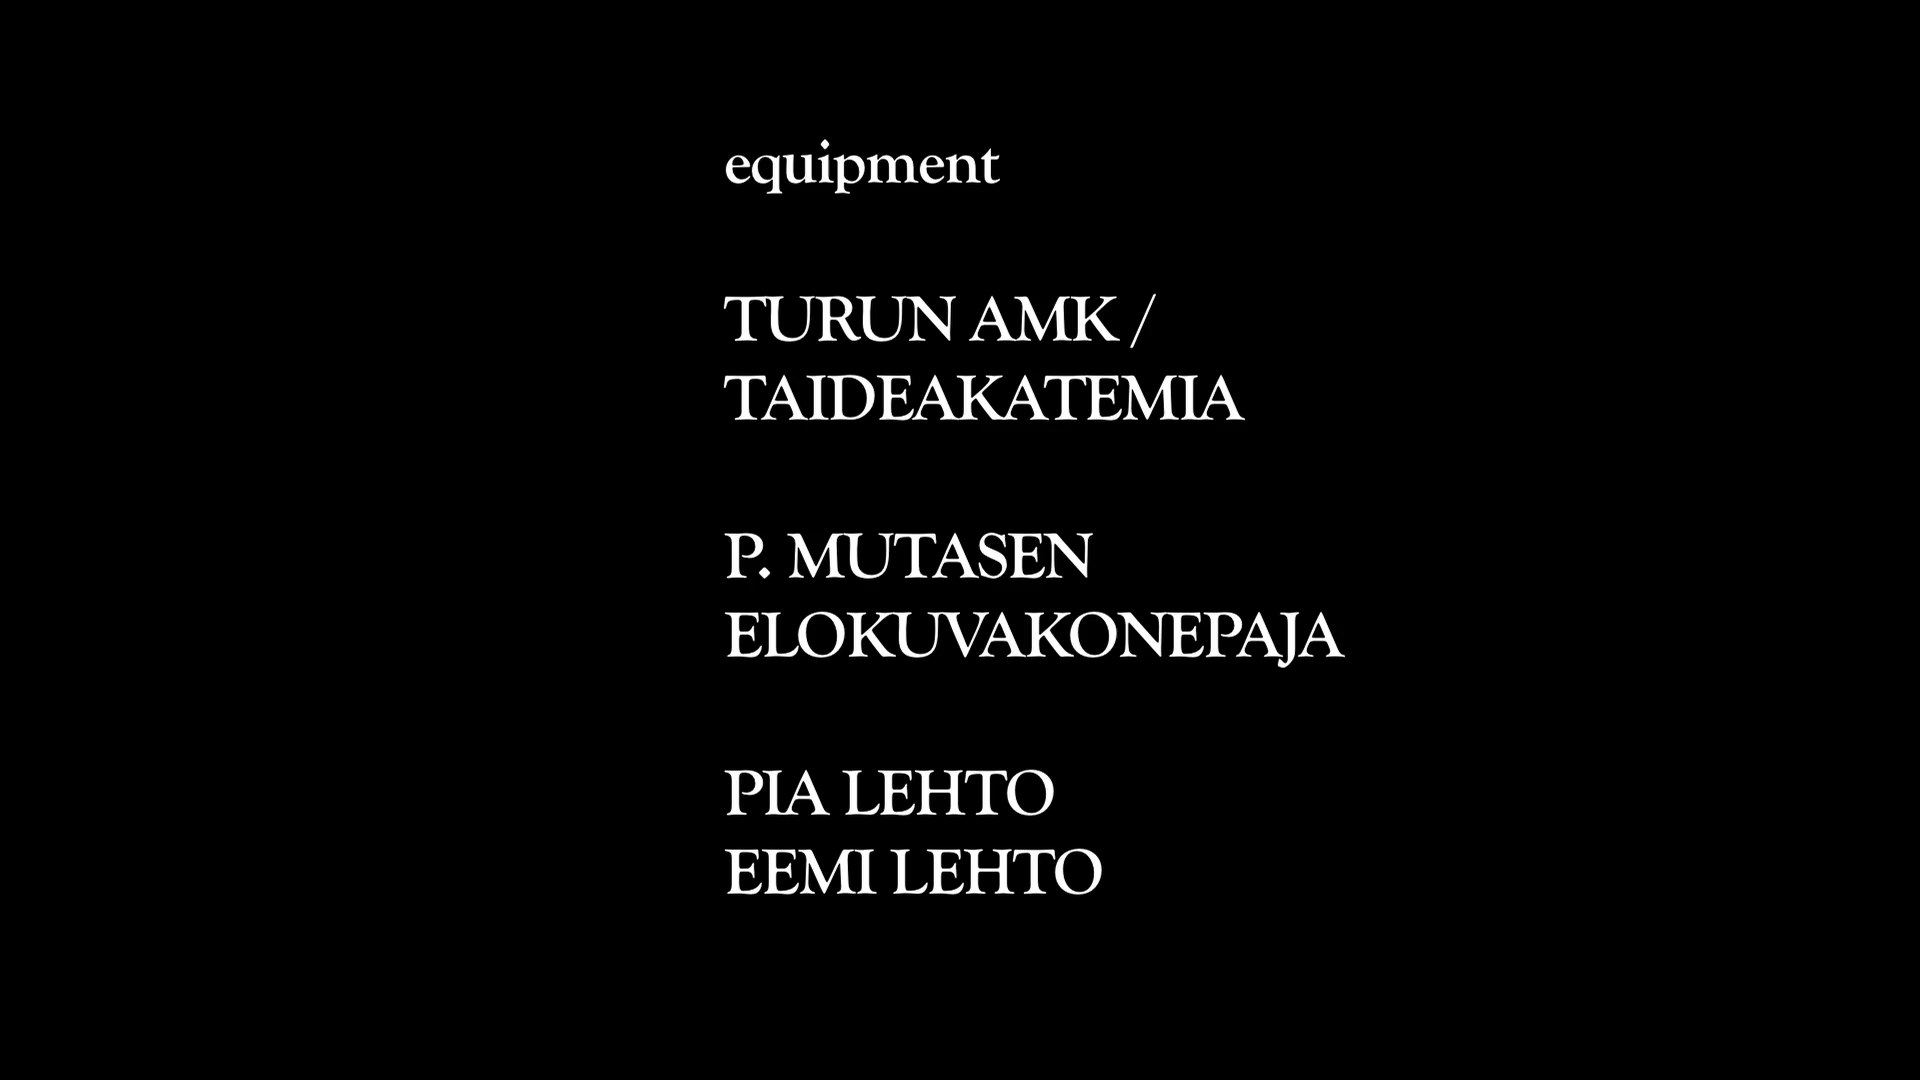 equipment
TURUN AMK /
TAIDEAKATEMIA
P. MUTASEN
ELOKUVAKONEPAJA
PIA LEHTO
EEMI LEHTO